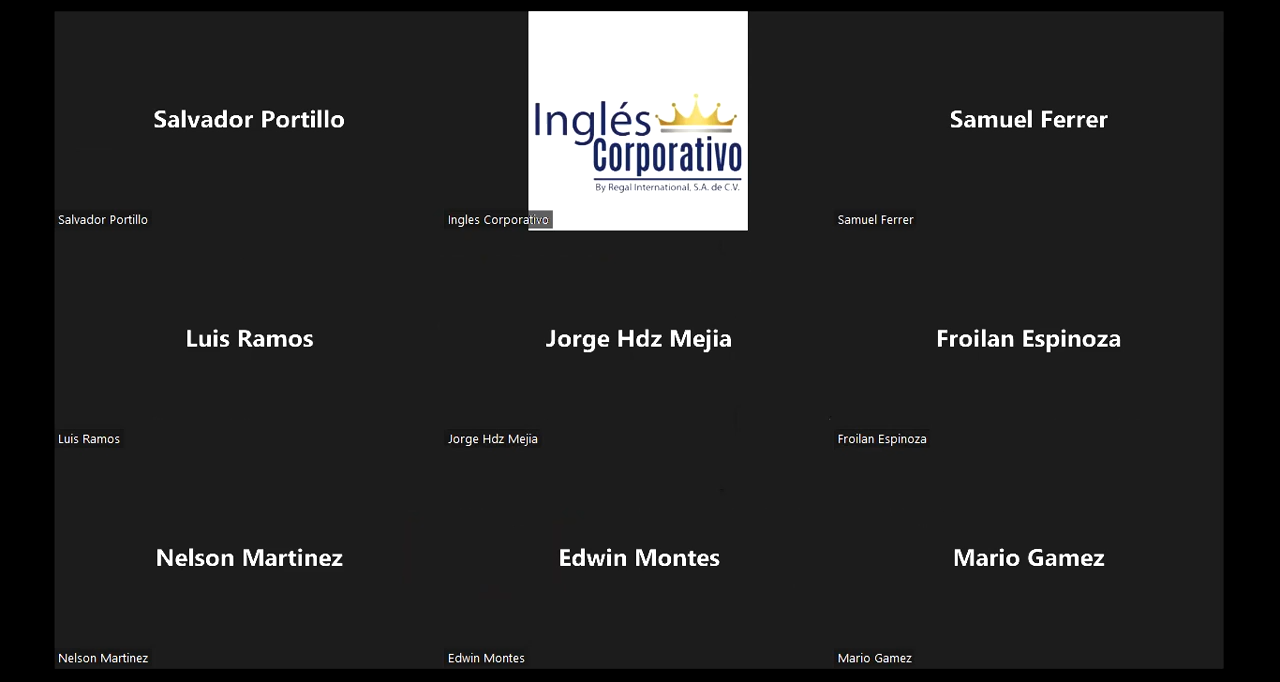 Salvador Portillo
Inglés
Corporativo
By Regal International, S.A. de C.V.
Samuel Ferrer
Salvador Portillo
Ingles Corporativo
Samuel Ferrer
Luis Ramos
Jorge Hdz Mejia
Froilan Espinoza
Luis Ramos
Jorge Hdz Mejia
Froilan Espinoza
Nelson Martinez
Edwin Montes
Mario Gamez
Nelson Martinez
Edwin Montes
Mario Gamez